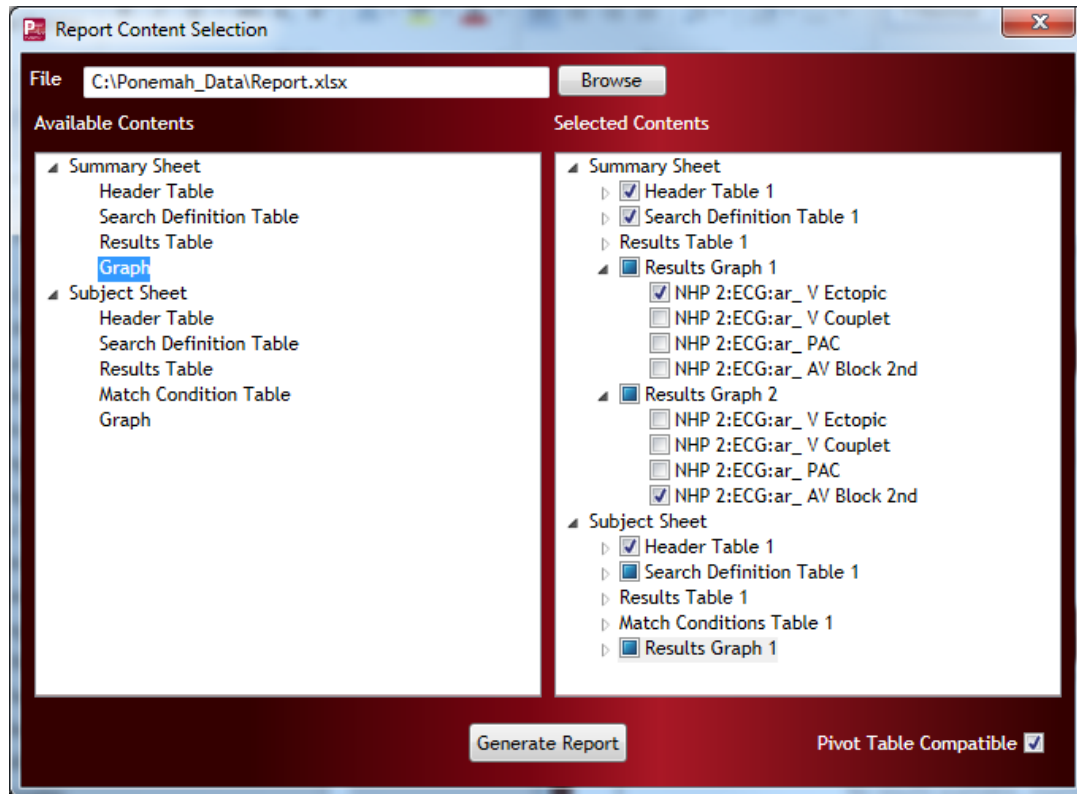 Report Content Selection
File C:\Ponemah_Data\Report.xlsx Browse
Available Contents
Summary Sheet
Header Table
Search Definition Table
Results Table
Graph
Subject Sheet
Header Table
Search Definition Table
Results Table
Match Condition Table
Graph
Selected Contents
Summary Sheet
Header Table 1
Search Definition Table 1
Results Table 1
Results Graph 1
NHP 2:ECG:ar_ V Ectopic
NHP 2:ECG:ar_ V Couplet
NHP 2:ECG:ar_ PAC
NHP 2:ECG:ar_ AV Block 2nd
Results Graph 2
NHP 2:ECG:ar_ V Ectopic
NHP 2:ECG:ar_ V Couplet
NHP 2:ECG:ar_ PAC
NHP 2:ECG:ar_ AV Block 2nd
Subject Sheet
Header Table 1
Search Definition Table 1
Results Table 1
Match Conditions Table 1
Results Graph 1
Generate Report
Pivot Table Compatible